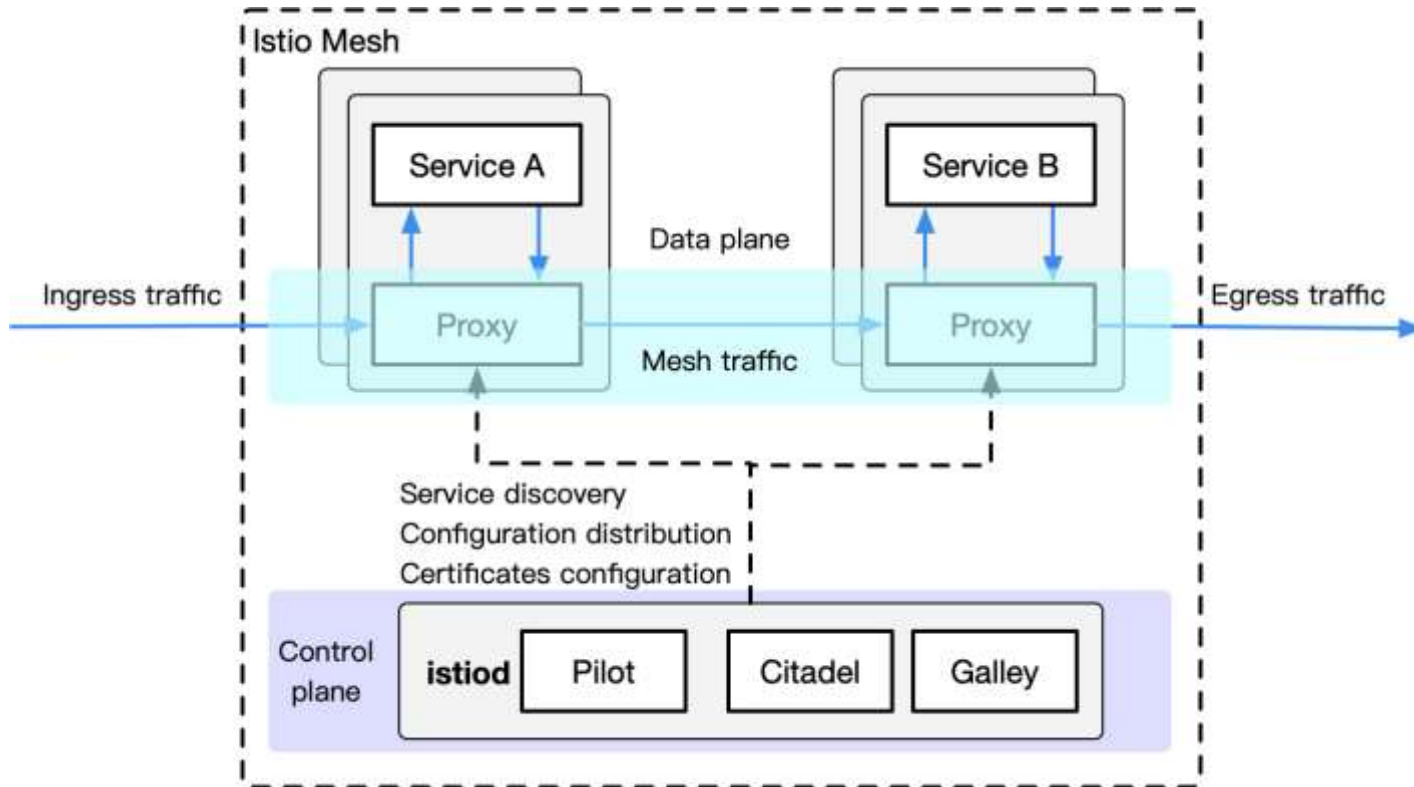 Istio Mesh
Service A
Service B
Data plane
Ingress traffic
Proxy
Proxy
Egress traffic
Mesh traffic
Service discovery
Configuration distribution
Certificates configuration
Control
plane
istiod
Pilot
Citadel
Galley